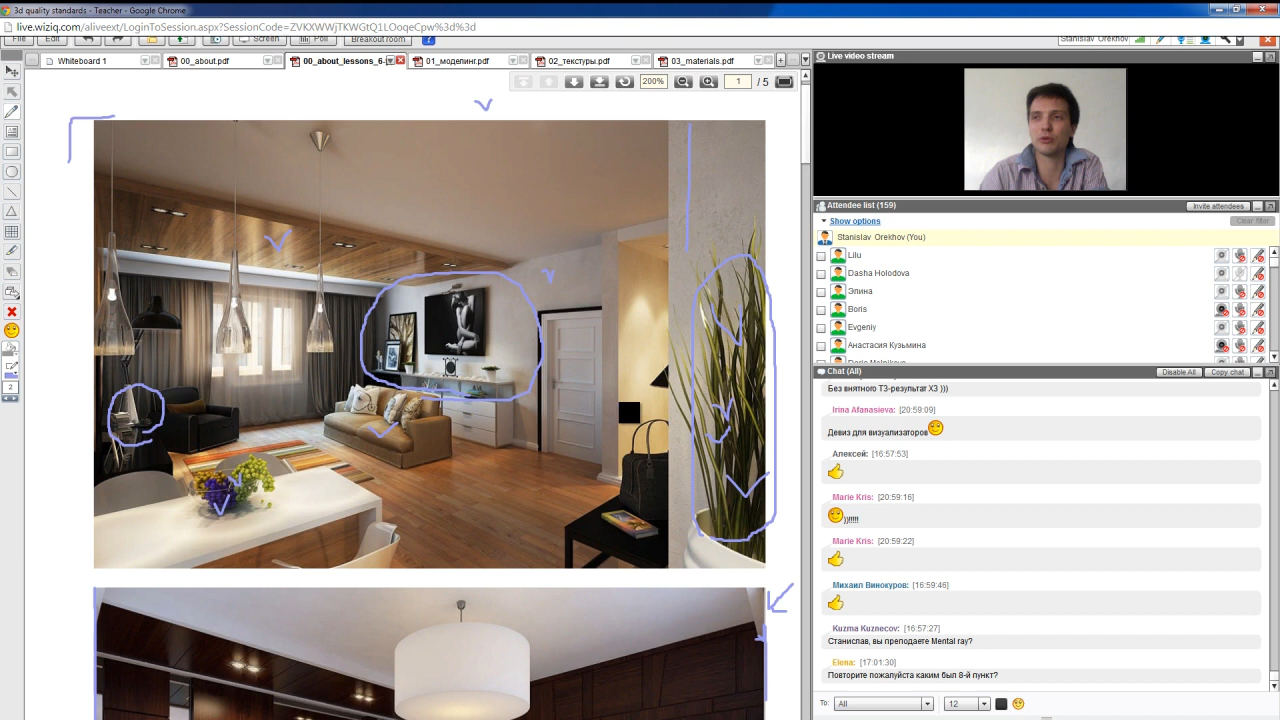 3d quality standards - Teacher - Google Chrome
live.wiziq.com/aliveext/LoginToSession.aspx?SessionCode=ZVKXWWjTKWGtQ1LOoqeCpw%3d%3d
File Edit Screen Poll Breakout room Stanislav Orekhov
Whiteboard 1 00_about.pdf 00_about_lessons_6- 01_моделинг.pdf 02_текстуры.pdf 03_materials.pdf
200% 1 / 5
2
Live video stream
Attendee list (159) Invite attendees
Show options Clear filter
Stanislav Orekhov (You)
Lilu
Dasha Holodova
Элина
Boris
Evgeniy
Анастасия Кузьмина
Chat (All) Disable All Copy chat
Без внятного ТЗ-результат ХЗ )))
Irina Afanasieva: [20:59:09]
Девиз для визуализаторов
Алексей: [16:57:53]
Marie Kris: [20:59:16]
))!!!!!
Marie Kris: [20:59:22]
Михаил Винокуров: [16:59:46]
Kuzma Kuznecov: [16:57:27]
Станислав, вы преподаете Mental ray?
Elena: [17:01:30]
Повторите пожалуйста каким был 8-й пункт?
To: All 12